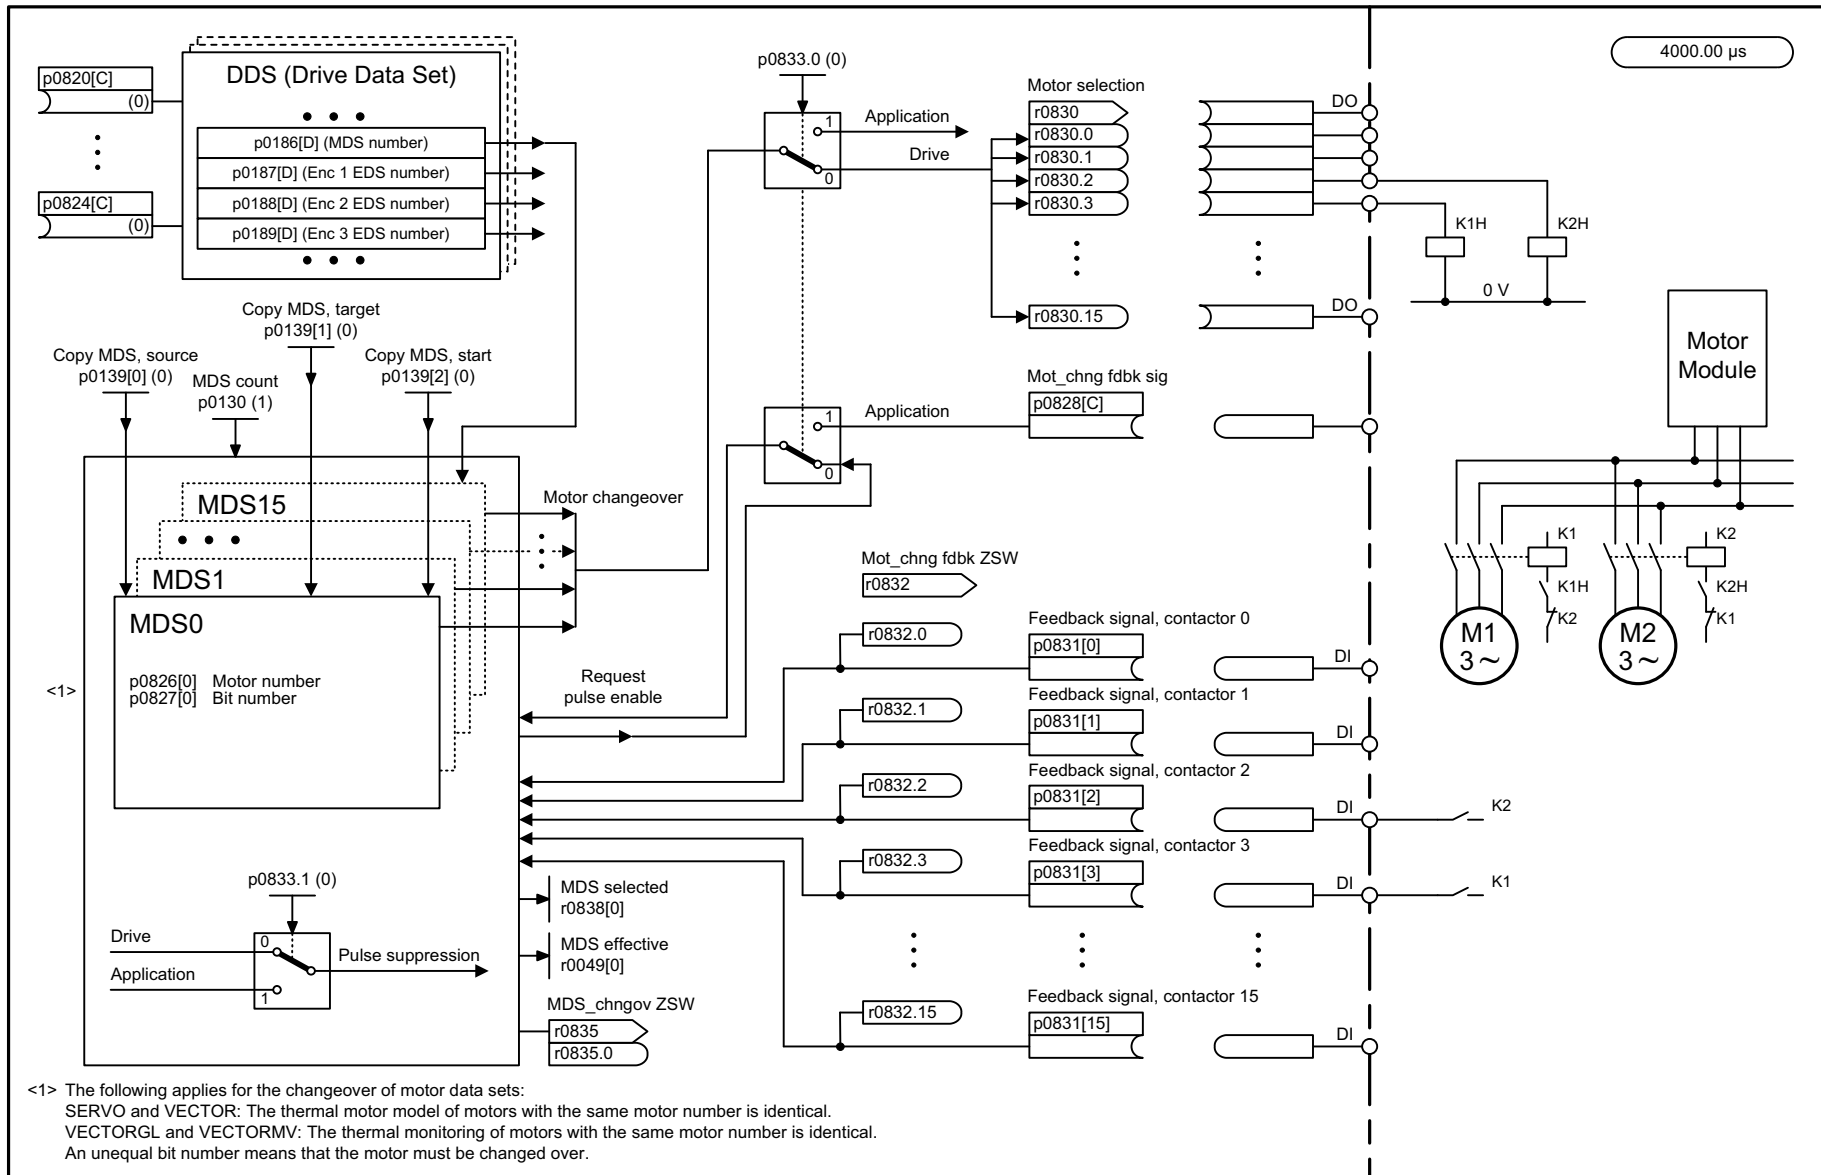 p0820[C]
(0)
p0824[C]
(0)
DDS (Drive Data Set)
p0186[D] (MDS number)
p0187[D] (Enc 1 EDS number)
p0188[D] (Enc 2 EDS number)
p0189[D] (Enc 3 EDS number)
Copy MDS, target
p0139[1] (0)
Copy MDS, source
p0139[0] (0)
MDS count
p0130 (1)
Copy MDS, start
p0139[2] (0)
MDS15
MDS1
MDS0
p0826[0] Motor number
p0827[0] Bit number
<1>
p0833.1 (0)
Drive
0
Application
1
Pulse suppression
Motor changeover
Request
pulse enable
MDS selected
r0838[0]
MDS effective
r0049[0]
MDS_chngov ZSW
r0835
r0835.0
p0833.0 (0)
1
0
Application
Drive
Motor selection
r0830
r0830.0
r0830.1
r0830.2
r0830.3
r0830.15
DO
DO
1
0
Application
Mot_chng fdbk sig
p0828[C]
Mot_chng fdbk ZSW
r0832
r0832.0
Feedback signal, contactor 0
p0831[0]
DI
r0832.1
Feedback signal, contactor 1
p0831[1]
DI
r0832.2
Feedback signal, contactor 2
p0831[2]
DI
K2
r0832.3
Feedback signal, contactor 3
p0831[3]
DI
K1
r0832.15
Feedback signal, contactor 15
p0831[15]
DI
4000.00 µs
K1H
K2H
0 V
Motor
Module
K1
K1H
K2
K2
K2H
K1
M1
3 ~
M2
3 ~
<1> The following applies for the changeover of motor data sets:
SERVO and VECTOR: The thermal motor model of motors with the same motor number is identical.
VECTORGL and VECTORMV: The thermal monitoring of motors with the same motor number is identical.
An unequal bit number means that the motor must be changed over.